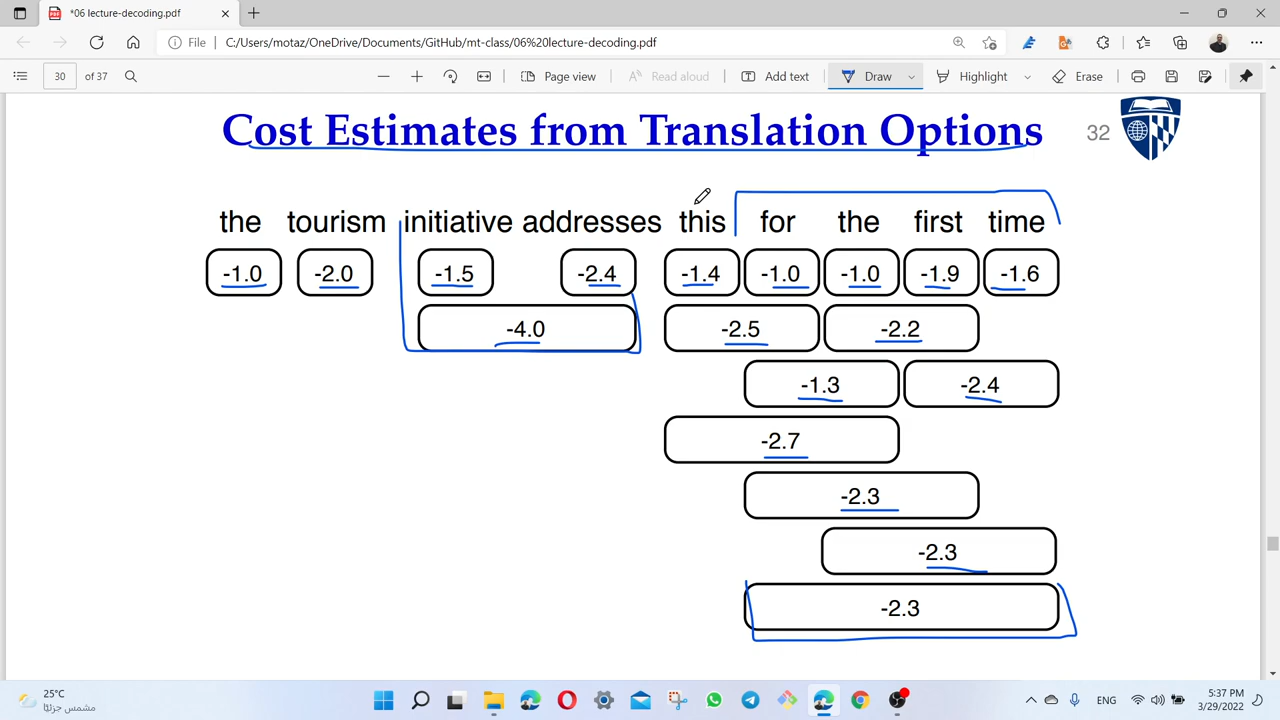 *06 lecture-decoding.pdf
File C:/Users/motaz/OneDrive/Documents/GitHub/mt-class/06%20lecture-decoding.pdf
30 of 37 Page view Read aloud Add text Draw Highlight Erase
Cost Estimates from Translation Options 32
the tourism initiative addresses this for the first time
-1.0 -2.0 -1.5 -2.4 -1.4 -1.0 -1.0 -1.9 -1.6
-4.0 -2.5 -2.2
-1.3 -2.4
-2.7
-2.3
-2.3
-2.3
25°C
مشمس جزئيًا
ENG
5:37 PM
3/29/2022